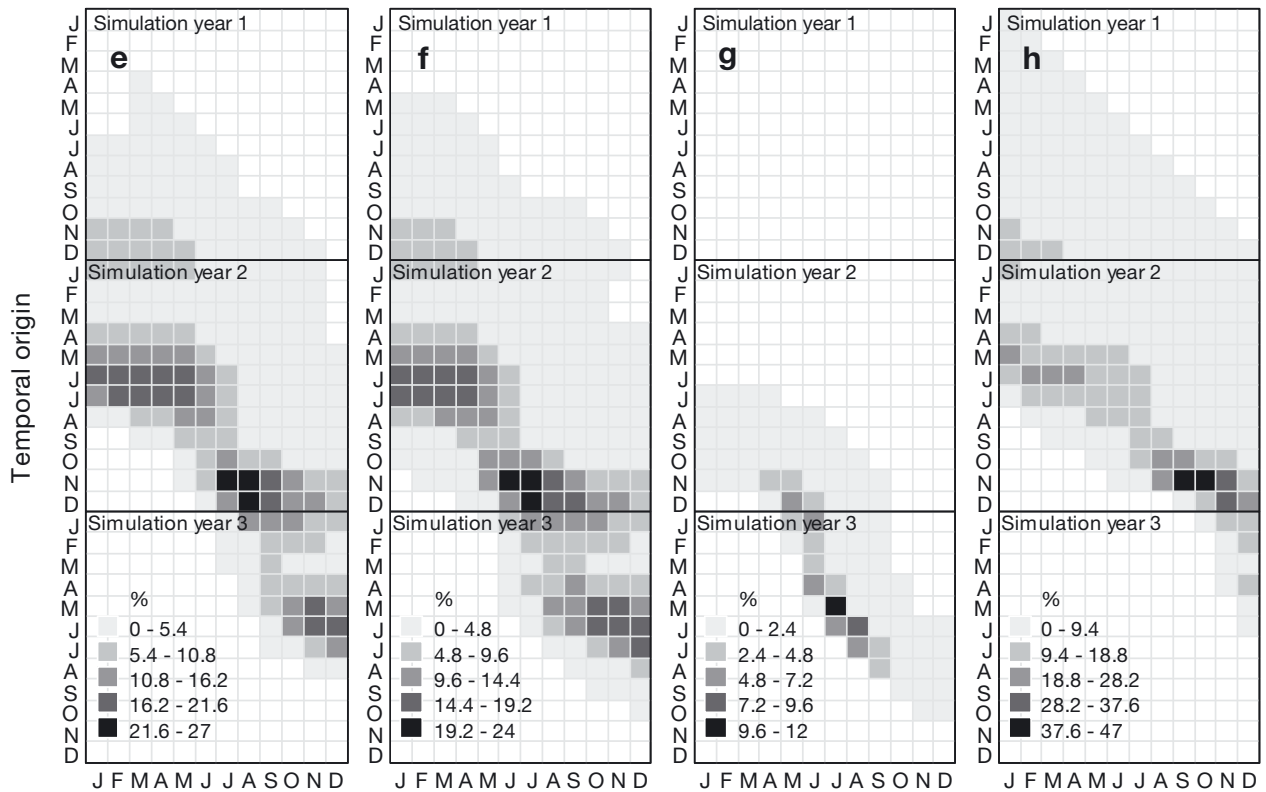 Temporal origin
J
F
M
A
M
J
J
A
S
O
N
D
J
F
M
A
M
J
J
A
S
O
N
D
J
F
M
A
M
J
J
A
S
O
N
D
Simulation year 1
e
Simulation year 2
Simulation year 3
%
0 - 5.4
5.4 - 10.8
10.8 - 16.2
16.2 - 21.6
21.6 - 27
J F M A M J J A S O N D
J
F
M
A
M
J
J
A
S
O
N
D
J
F
M
A
M
J
J
A
S
O
N
D
J
F
M
A
M
J
J
A
S
O
N
D
Simulation year 1
f
Simulation year 2
Simulation year 3
%
0 - 4.8
4.8 - 9.6
9.6 - 14.4
14.4 - 19.2
19.2 - 24
J F M A M J J A S O N D
J
F
M
A
M
J
J
A
S
O
N
D
J
F
M
A
M
J
J
A
S
O
N
D
J
F
M
A
M
J
J
A
S
O
N
D
Simulation year 1
g
Simulation year 2
Simulation year 3
%
0 - 2.4
2.4 - 4.8
4.8 - 7.2
7.2 - 9.6
9.6 - 12
J F M A M J J A S O N D
J
F
M
A
M
J
J
A
S
O
N
D
J
F
M
A
M
J
J
A
S
O
N
D
J
F
M
A
M
J
J
A
S
O
N
D
Simulation year 1
h
Simulation year 2
Simulation year 3
%
0 - 9.4
9.4 - 18.8
18.8 - 28.2
28.2 - 37.6
37.6 - 47
J F M A M J J A S O N D